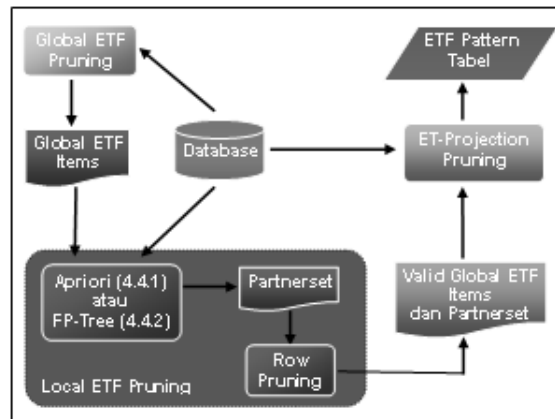 Global ETF
Pruning
ETF Pattern
Tabel
Global ETF
Items
Database
ET-Projection
Pruning
Apriori (4.4.1)
atau
FP-Tree (4.4.2)
Partnerset
Valid Global ETF
Items
dan Partnerset
Row
Pruning
Local ETF Pruning